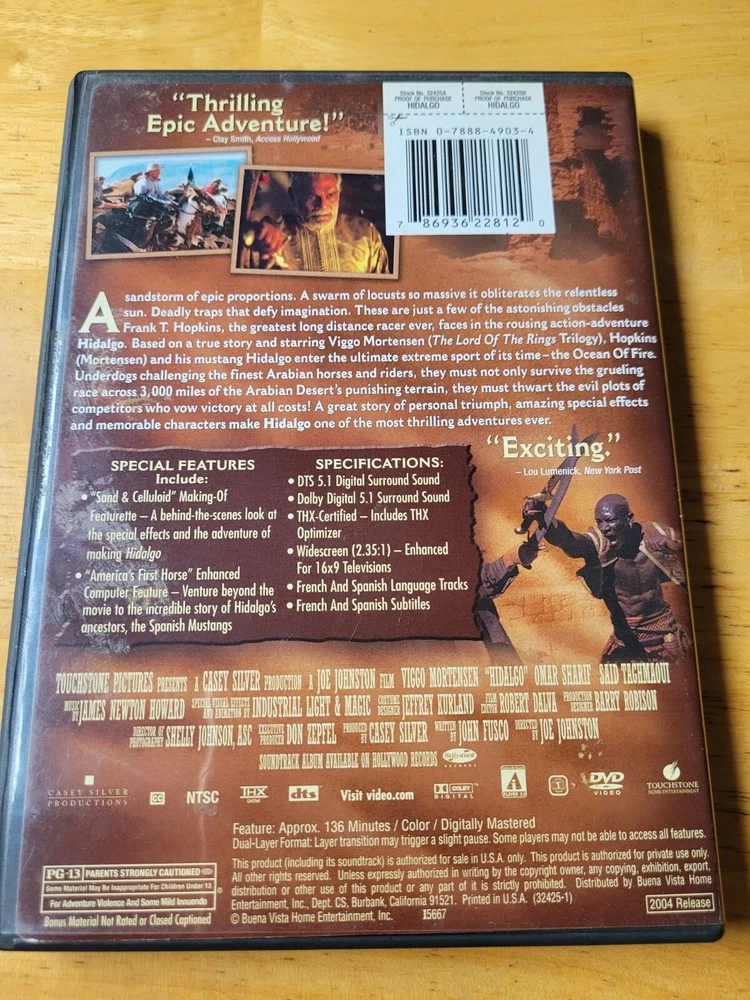 "Thrilling
Epic Adventure!"
– Clay Smith, Access Hollywood
Stock No. 32425A
PROOF OF PURCHASE
HIDALGO
Stock No. 32425B
PROOF OF PURCHASE
HIDALGO
ISBN 0-7888-4903-4
7 86936 22812 0
A sandstorm of epic proportions. A swarm of locusts so massive it obliterates the relentless
sun. Deadly traps that defy imagination. These are just a few of the astonishing obstacles
Frank T. Hopkins, the greatest long distance racer ever, faces in the rousing action-adventure
Hidalgo. Based on a true story and starring Viggo Mortensen (The Lord Of The Rings Trilogy), Hopkins
(Mortensen) and his mustang Hidalgo enter the ultimate extreme sport of its time – the Ocean Of Fire.
Underdogs challenging the finest Arabian horses and riders, they must not only survive the grueling
race across 3,000 miles of the Arabian Desert's punishing terrain, they must thwart the evil plots of
competitors who vow victory at all costs! A great story of personal triumph, amazing special effects
and memorable characters make Hidalgo one of the most thrilling adventures ever.
"Exciting."
– Lou Lumenick, New York Post
SPECIAL FEATURES
Include:
• "Sand & Celluloid" Making-Of
Featurette – A behind-the-scenes look at
the special effects and the adventure of
making Hidalgo
• "America's First Horse" Enhanced
Computer Feature – Venture beyond the
movie to the incredible story of Hidalgo's
ancestors, the Spanish Mustangs
SPECIFICATIONS:
• DTS 5.1 Digital Surround Sound
• Dolby Digital 5.1 Surround Sound
• THX-Certified – Includes THX
Optimizer
• Widescreen (2.35:1) – Enhanced
For 16x9 Televisions
• French And Spanish Language Tracks
• French And Spanish Subtitles
TOUCHSTONE PICTURES PRESENTS A CASEY SILVER PRODUCTION A JOE JOHNSTON FILM VIGGO MORTENSEN "HIDALGO" OMAR SHARIF SAID TAGHMAOUI
MUSIC BY JAMES NEWTON HOWARD SPECIAL VISUAL EFFECTS AND ANIMATION BY INDUSTRIAL LIGHT & MAGIC COSTUME DESIGNER JEFFREY KURLAND FILM EDITOR ROBERT DALVA PRODUCTION DESIGNER BARRY ROBISON
DIRECTOR OF PHOTOGRAPHY SHELLY JOHNSON, ASC EXECUTIVE PRODUCER DON ZEPFEL PRODUCED BY CASEY SILVER WRITTEN BY JOHN FUSCO DIRECTED BY JOE JOHNSTON
SOUNDTRACK ALBUM AVAILABLE ON HOLLYWOOD RECORDS Hollywood RECORDS
CASEY SILVER
PRODUCTIONS
CC
NTSC
THX
Certified
dts
Visit video.com
DOLBY
DIGITAL
DVD
VIDEO
TOUCHSTONE
HOME ENTERTAINMENT
Feature: Approx. 136 Minutes / Color / Digitally Mastered
Dual-Layer Format: Layer transition may trigger a slight pause. Some players may not be able to access all features.
This product (including its soundtrack) is authorized for sale in U.S.A. only. This product is authorized for private use only.
All other rights reserved. Unless expressly authorized in writing by the copyright owner, any copying, exhibition, export,
distribution or other use of this product or any part of it is strictly prohibited. Distributed by Buena Vista Home
Entertainment, Inc., Dept. CS, Burbank, California 91521. Printed in U.S.A. (32425-1)
© Buena Vista Home Entertainment, Inc. 15667
2004 Release
PG-13 PARENTS STRONGLY CAUTIONED
Some Material May Be Inappropriate For Children Under 13
For Adventure Violence And Some Mild Innuendo
Bonus Material Not Rated or Closed Captioned